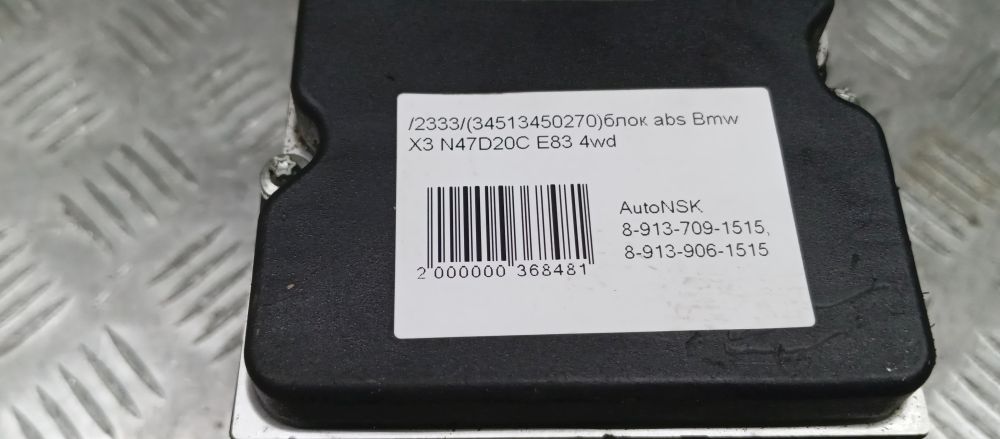 /2333/(34513450270)блок abs Bmw
X3 N47D20C E83 4wd
AutoNSK
8-913-709-1515,
8-913-906-1515
2 000000 368481